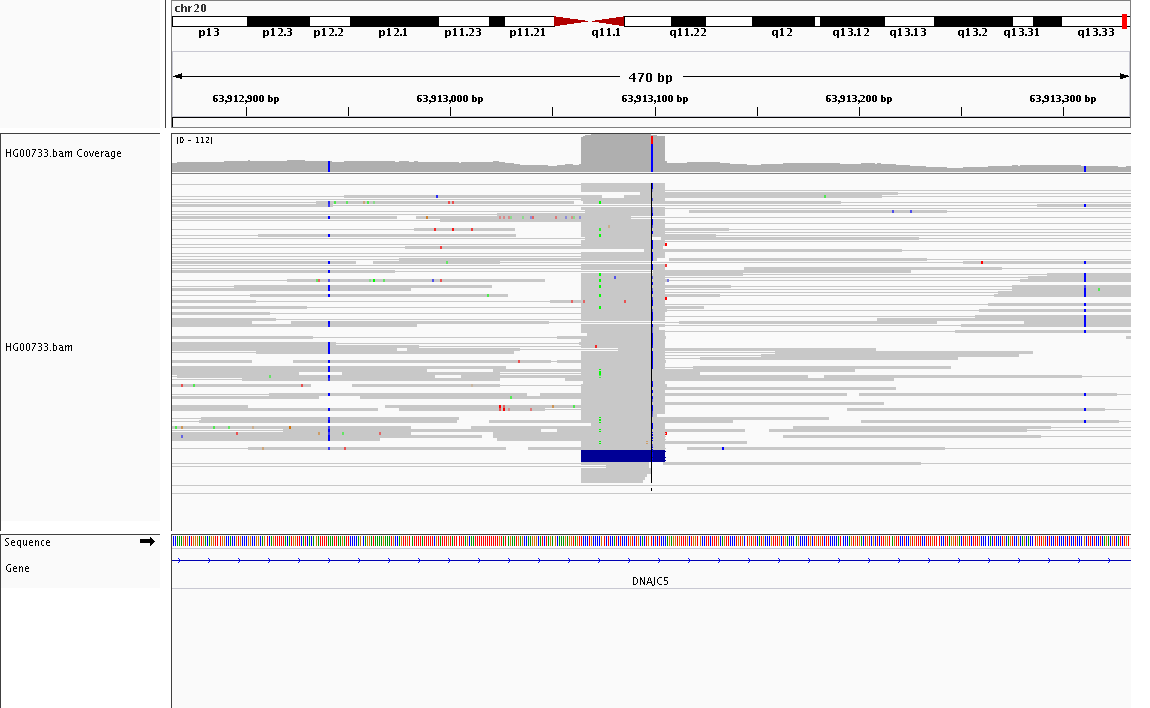 chr20
p13 p12.3 p12.2 p12.1 p11.23 p11.21 q11.1 q11.22 q12 q13.12 q13.13 q13.2 q13.31 q13.33
470 bp
63,912,900 bp 63,913,000 bp 63,913,100 bp 63,913,200 bp 63,913,300 bp
[0 - 112]
HG00733.bam Coverage
HG00733.bam
Sequence
Gene
DNAJC5